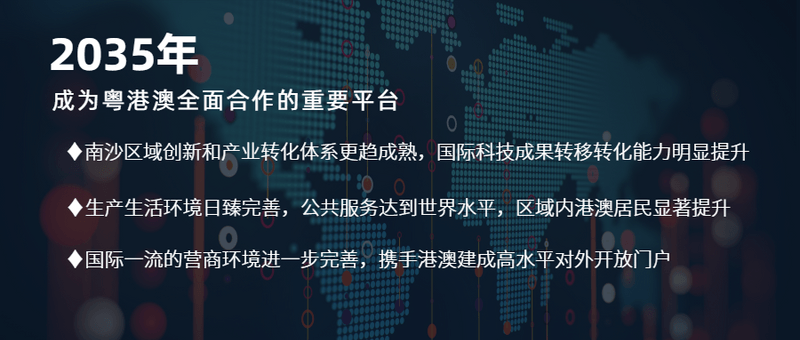 2035年
成为粤港澳全面合作的重要平台
♦南沙区域创新和产业转化体系更趋成熟，国际科技成果转移转化能力明显提升
♦生产生活环境日臻完善，公共服务达到世界水平，区域内港澳居民显著提升
♦国际一流的营商环境进一步完善，携手港澳建成高水平对外开放门户